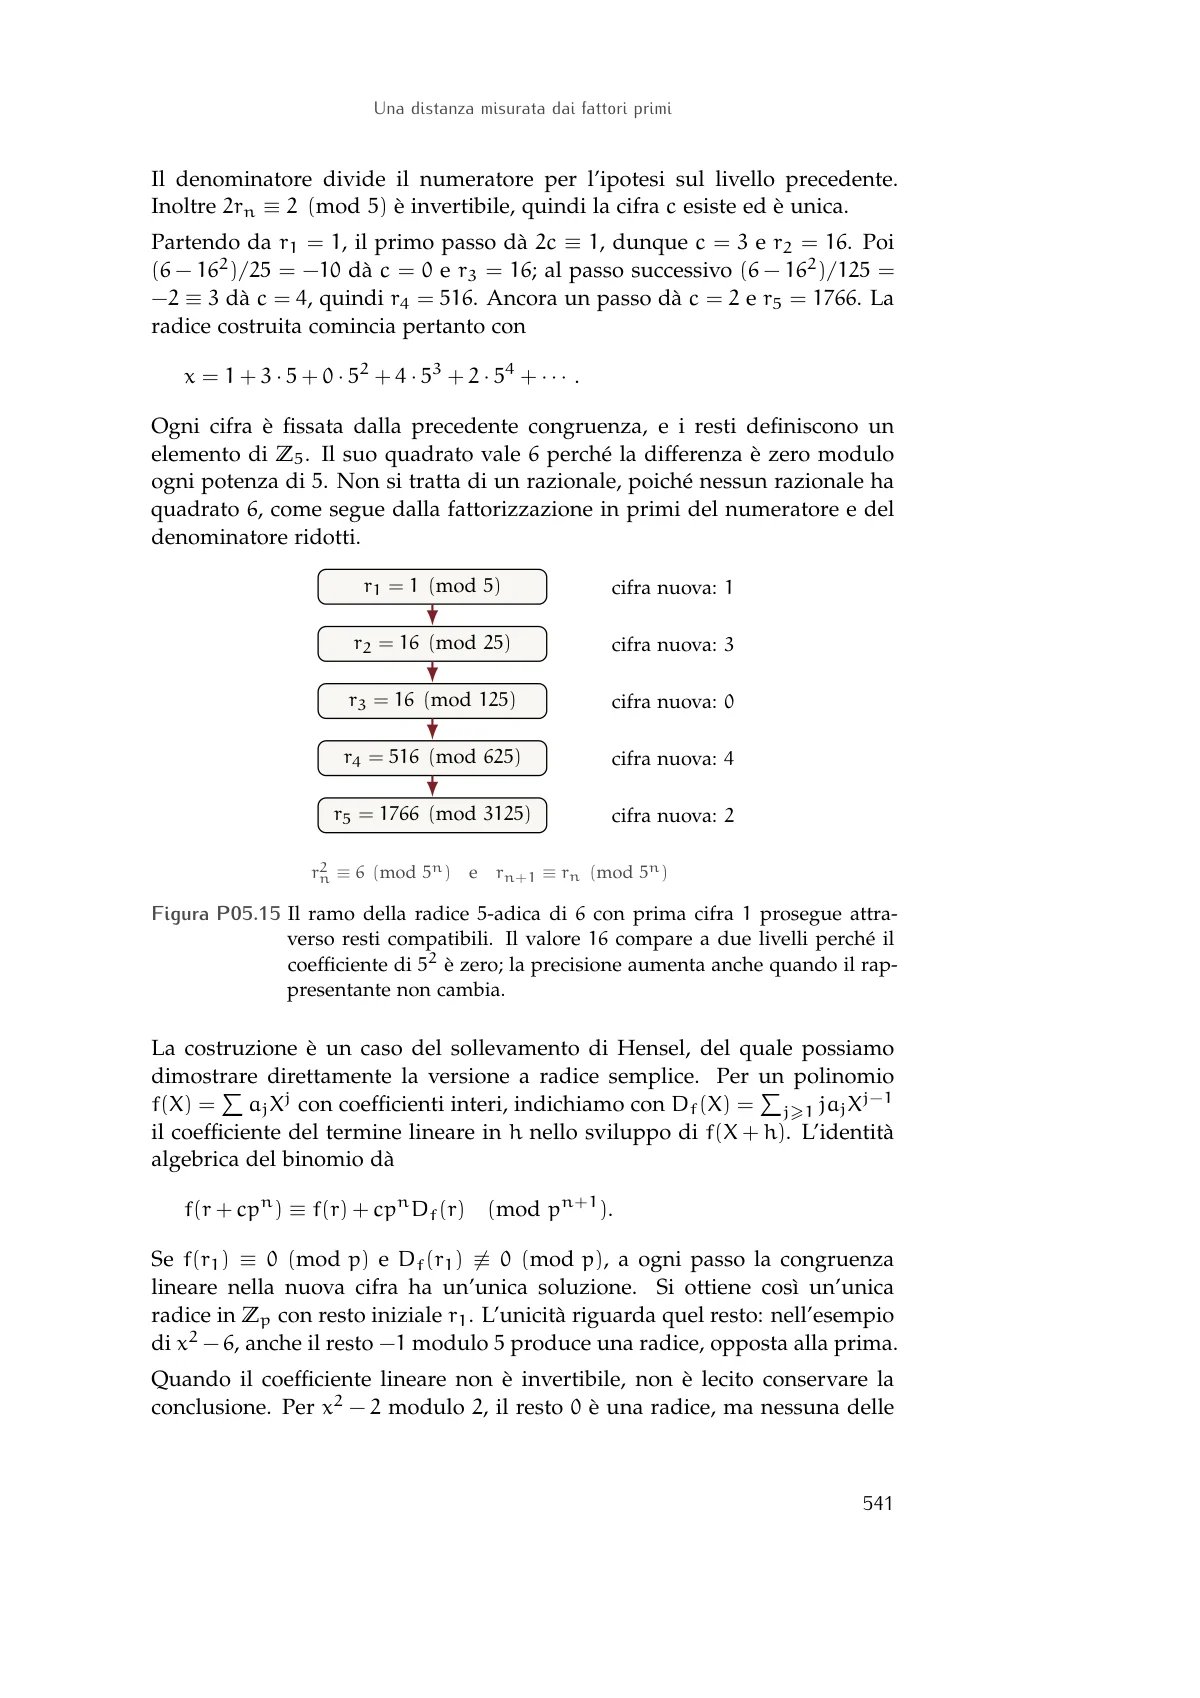 Una distanza misurata dai fattori primi
Il denominatore divide il numeratore per l'ipotesi sul livello precedente.
Inoltre 2rₙ ≡ 2 (mod 5) è invertibile, quindi la cifra c esiste ed è unica.
Partendo da r₁ = 1, il primo passo dà 2c ≡ 1, dunque c = 3 e r₂ = 16. Poi
(6 − 16²)/25 = −10 dà c = 0 e r₃ = 16; al passo successivo (6 − 16²)/125 =
−2 ≡ 3 dà c = 4, quindi r₄ = 516. Ancora un passo dà c = 2 e r₅ = 1766. La
radice costruita comincia pertanto con
x = 1 + 3 · 5 + 0 · 5² + 4 · 5³ + 2 · 5⁴ + ··· .
Ogni cifra è fissata dalla precedente congruenza, e i resti definiscono un
elemento di ℤ₅. Il suo quadrato vale 6 perché la differenza è zero modulo
ogni potenza di 5. Non si tratta di un razionale, poiché nessun razionale ha
quadrato 6, come segue dalla fattorizzazione in primi del numeratore e del
denominatore ridotti.
r₁ = 1 (mod 5) cifra nuova: 1
r₂ = 16 (mod 25) cifra nuova: 3
r₃ = 16 (mod 125) cifra nuova: 0
r₄ = 516 (mod 625) cifra nuova: 4
r₅ = 1766 (mod 3125) cifra nuova: 2
rₙ² ≡ 6 (mod 5ⁿ) e rₙ₊₁ ≡ rₙ (mod 5ⁿ)
Figura P05.15 Il ramo della radice 5-adica di 6 con prima cifra 1 prosegue attra-
verso resti compatibili. Il valore 16 compare a due livelli perché il
coefficiente di 5² è zero; la precisione aumenta anche quando il rap-
presentante non cambia.
La costruzione è un caso del sollevamento di Hensel, del quale possiamo
dimostrare direttamente la versione a radice semplice. Per un polinomio
f(X) = ∑ aⱼXʲ con coefficienti interi, indichiamo con D_f(X) = ∑_{j⩾1} jaⱼXʲ⁻¹
il coefficiente del termine lineare in h nello sviluppo di f(X + h). L'identità
algebrica del binomio dà
f(r + cpⁿ) ≡ f(r) + cpⁿD_f(r) (mod pⁿ⁺¹).
Se f(r₁) ≡ 0 (mod p) e D_f(r₁) ≢ 0 (mod p), a ogni passo la congruenza
lineare nella nuova cifra ha un'unica soluzione. Si ottiene così un'unica
radice in ℤₚ con resto iniziale r₁. L'unicità riguarda quel resto: nell'esempio
di x² − 6, anche il resto −1 modulo 5 produce una radice, opposta alla prima.
Quando il coefficiente lineare non è invertibile, non è lecito conservare la
conclusione. Per x² − 2 modulo 2, il resto 0 è una radice, ma nessuna delle
541